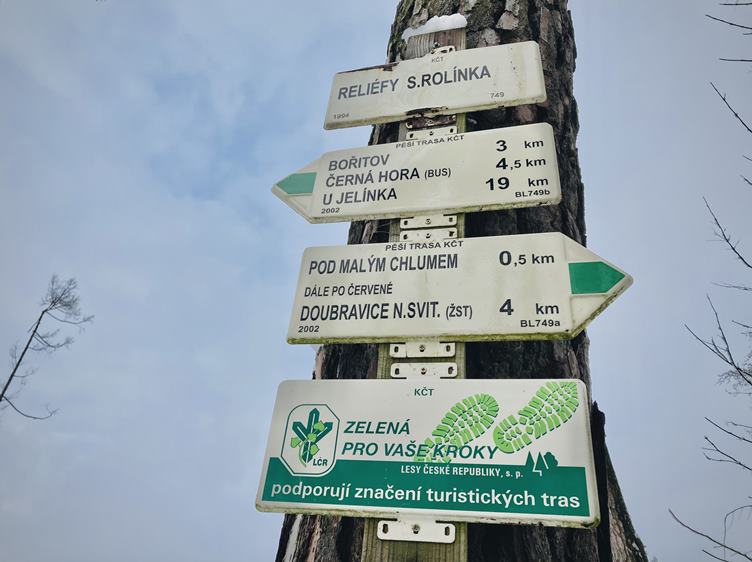 KČT
RELIÉFY S.ROLÍNKA
1994 749
PĚŠÍ TRASA KČT
BOŘITOV 3 km
ČERNÁ HORA (BUS) 4,5 km
U JELÍNKA 19 km
2002 BL749b
PĚŠÍ TRASA KČT
POD MALÝM CHLUMEM 0,5 km
DÁLE PO ČERVENÉ
DOUBRAVICE N.SVIT. (ŽST) 4 km
2002 BL749a
KČT
ZELENÁ
PRO VAŠE KROKY
LČR
LESY ČESKÉ REPUBLIKY, s. p.
podporují značení turistických tras